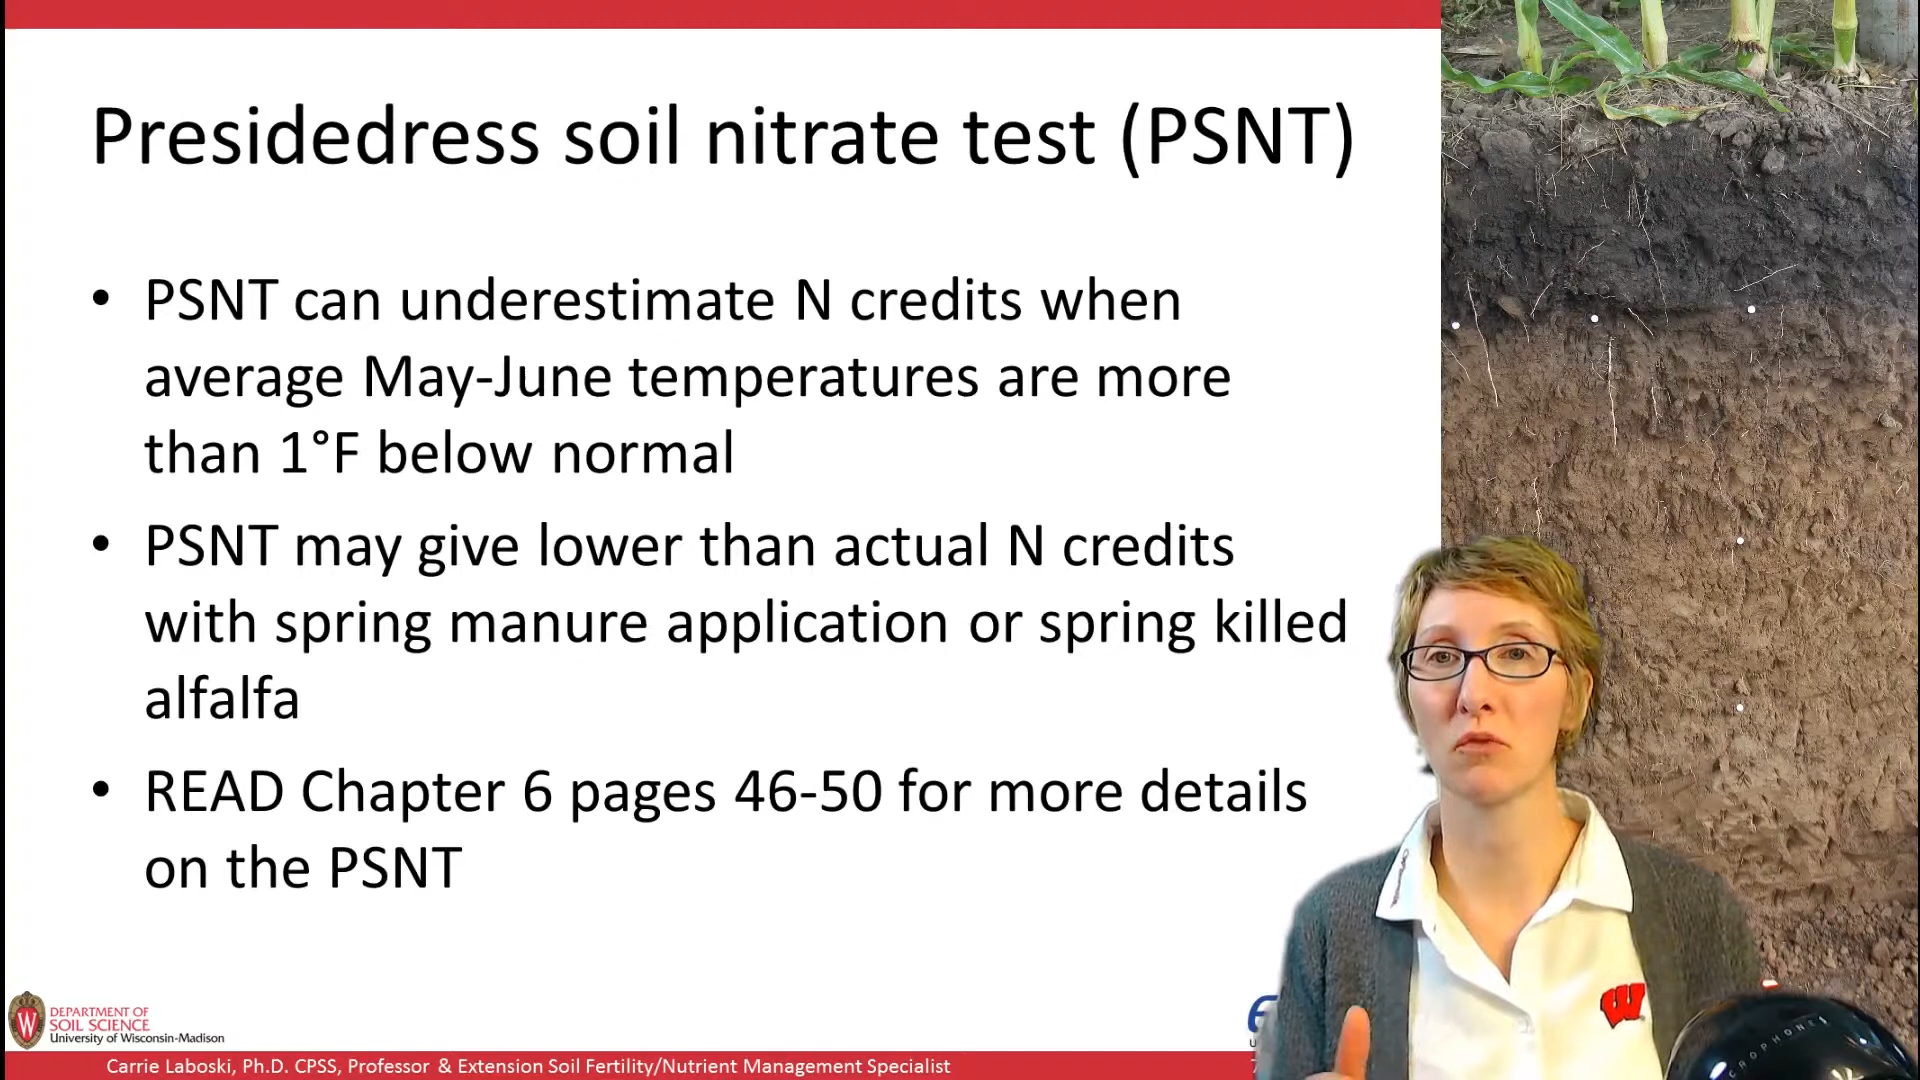 Presidedress soil nitrate test (PSNT)
• PSNT can underestimate N credits when
average May-June temperatures are more
than 1°F below normal
• PSNT may give lower than actual N credits
with spring manure application or spring killed
alfalfa
• READ Chapter 6 pages 46-50 for more details
on the PSNT
W
DEPARTMENT OF
SOIL SCIENCE
University of Wisconsin-Madison
Carrie Laboski, Ph.D. CPSS, Professor & Extension Soil Fertility/Nutrient Management Specialist
W